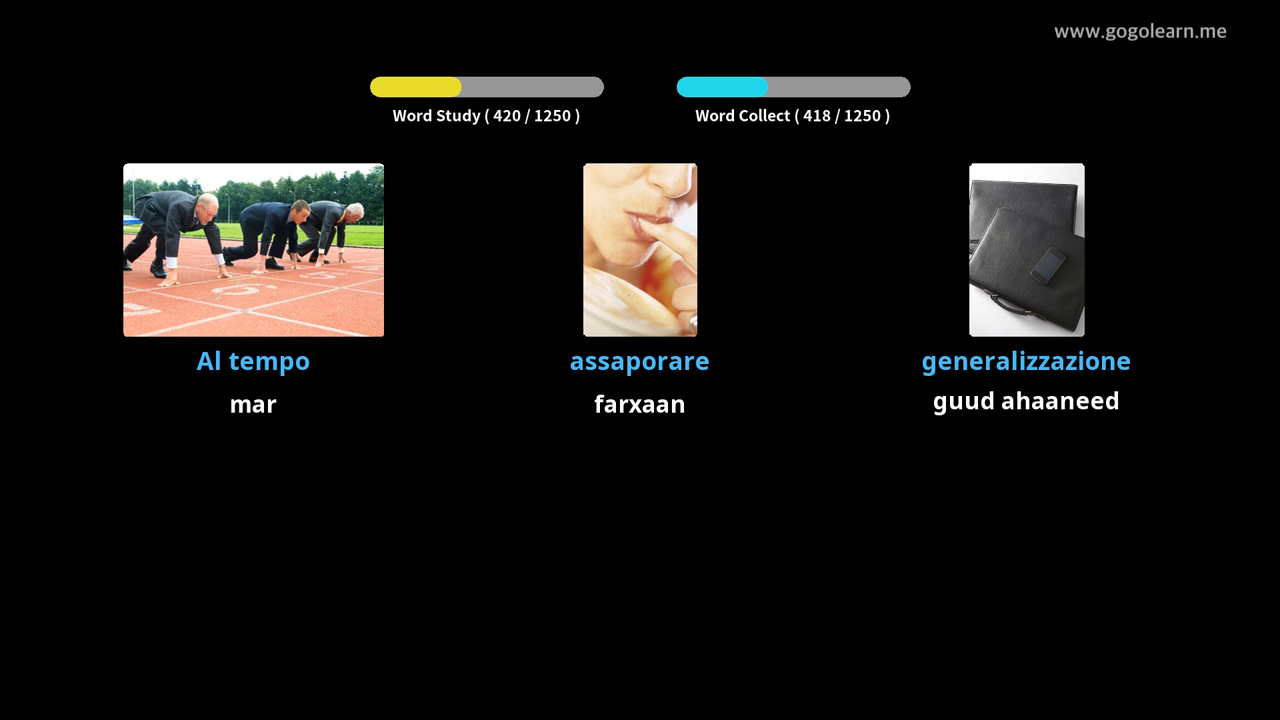 www.gogolearn.me
Word Study ( 420 / 1250 )
Word Collect ( 418 / 1250 )
Al tempo
assaporare
generalizzazione
mar
farxaan
guud ahaaneed